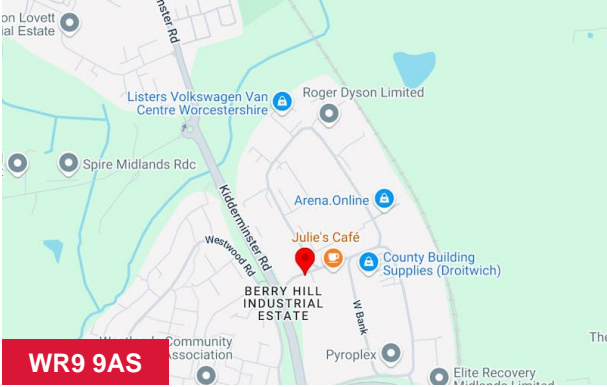 on Lovett
ial Estate
minster Rd
Listers Volkswagen Van
Centre Worcestershire
Roger Dyson Limited
Spire Midlands Rdc
Kidderminster Rd
Arena.Online
Westwood Rd
Julie's Café
County Building
Supplies (Droitwich)
BERRY HILL
INDUSTRIAL
ESTATE
W Bank
Community
Association
Pyroplex
The
Elite Recovery
Midlands Limited
WR9 9AS